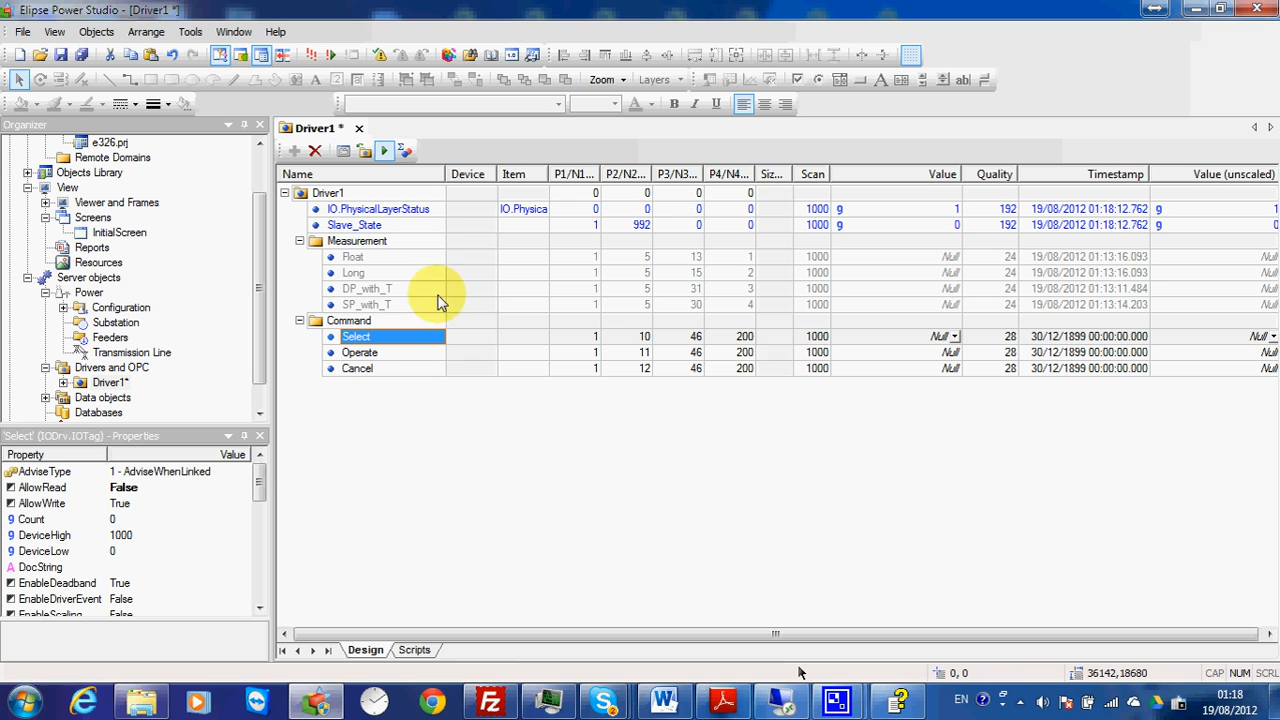 Elipse Power Studio - [Driver1 *]
File Edit View Objects Arrange Tools Window Help
Zoom Layers
ab|
A B I U
Organizer
Driver1 *
e326.prj
Remote Domains
Objects Library
View
Viewer and Frames
Screens
InitialScreen
Reports
Resources
Server objects
Power
Configuration
Substation
Feeders
Transmission Line
Drivers and OPC
Driver1*
Data objects
Databases
Name Device Item P1/N1... P2/N2... P3/N3... P4/N4... Siz... Scan Value Quality Timestamp Value (unscaled)
Driver1 0 0 0 0
IO.PhysicalLayerStatus IO.Physica 0 0 0 0 1000 9 1 192 19/08/2012 01:18:12.762 9 1
Slave_State 1 992 0 0 1000 9 0 192 19/08/2012 01:18:12.762 9 0
Measurement
Float 1 5 13 1 1000 Null 24 19/08/2012 01:13:16.093 Null
Long 1 5 15 2 1000 Null 24 19/08/2012 01:13:16.093 Null
DP_with_T 1 5 31 3 1000 Null 24 19/08/2012 01:13:11.484 Null
SP_with_T 1 5 30 4 1000 Null 24 19/08/2012 01:13:14.203 Null
Command
Select 1 10 46 200 1000 Null 28 30/12/1899 00:00:00.000 Null
Operate 1 11 46 200 1000 Null 28 30/12/1899 00:00:00.000 Null
Cancel 1 12 46 200 1000 Null 28 30/12/1899 00:00:00.000 Null
'Select' (IODrv.IOTag) - Properties
Property Value
AdviseType 1 - AdviseWhenLinked
AllowRead False
AllowWrite True
9 Count 0
9 DeviceHigh 1000
9 DeviceLow 0
A DocString
EnableDeadband True
EnableDriverEvent False
EnableScaling False
Design Scripts
0, 0 36142,18680 CAP NUM SCRL
EN 01:18
19/08/2012